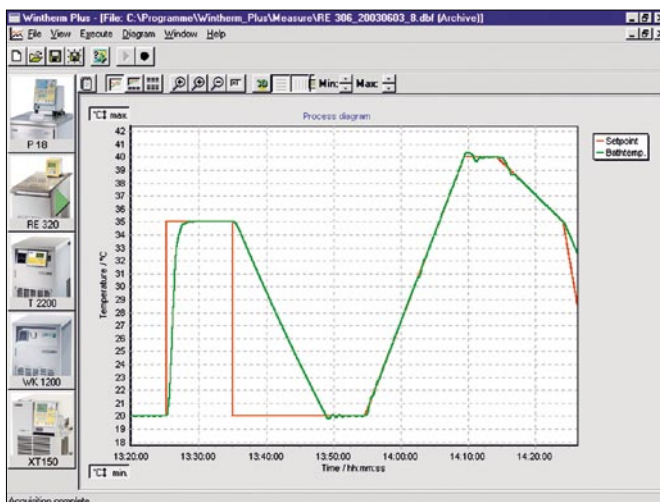 Wintherm Plus - [File: C:\Programme\Wintherm_Plus\Measure\RE 306_20030603_8.dbf (Archive)]
File View Execute Diagram Window Help
3D Min: Max:
°C↕ max.
Process diagram
Setpoint
Bathtemp.
P 18
RE 320
T 2200
WK 1200
XT150
Temperature / °C
42
41
40
39
38
37
36
35
34
33
32
31
30
29
28
27
26
25
24
23
22
21
20
19
18
13:20:00 13:30:00 13:40:00 13:50:00 14:00:00 14:10:00 14:20:00
Time / hh:mm:ss
°C↕ min.
Acquisition complete